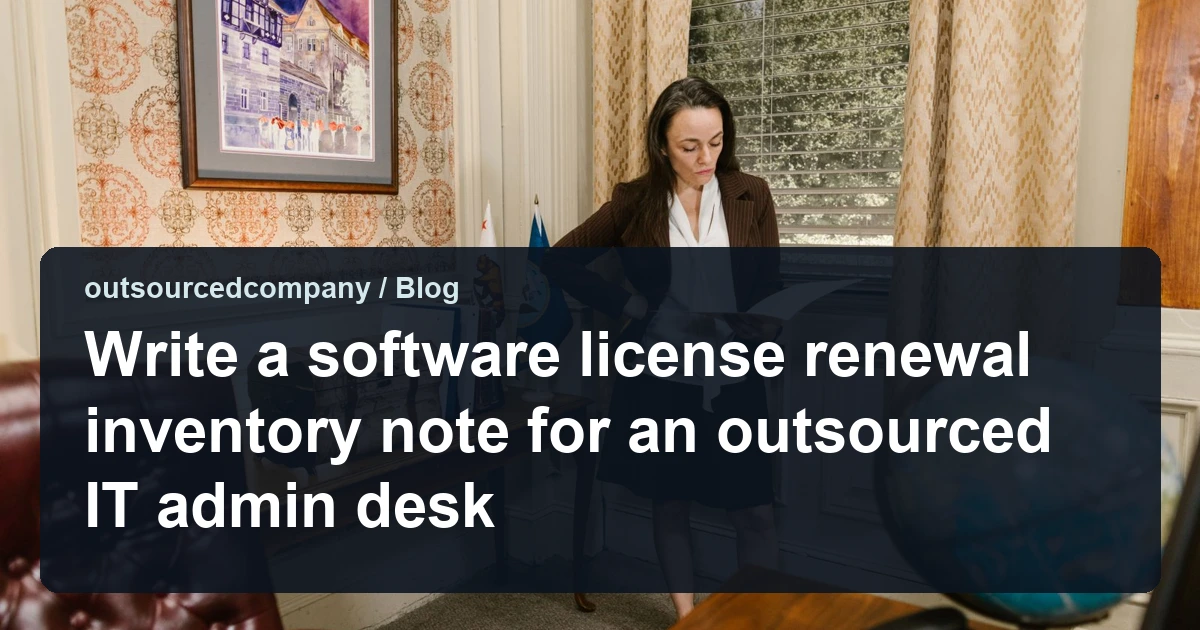 outsourcedcompany / Blog
Write a software license renewal
inventory note for an outsourced
IT admin desk